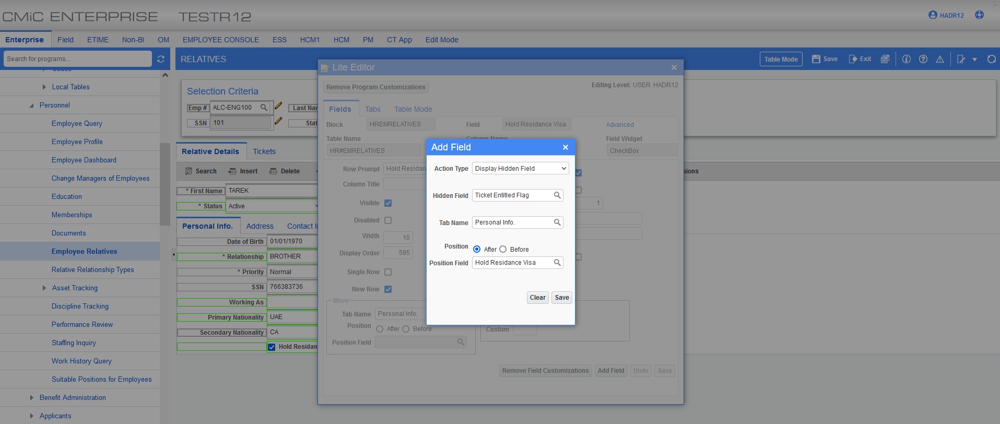 CMiC ENTERPRISE TESTR12
HADR12
Enterprise Field ETIME Non-BI OM EMPLOYEE CONSOLE ESS HCM1 HCM PM CT App Edit Mode
Search for programs...
Local Tables
Personnel
Employee Query
Employee Profile
Employee Dashboard
Change Managers of Employees
Education
Memberships
Documents
Employee Relatives
Relative Relationship Types
Asset Tracking
Discipline Tracking
Performance Review
Staffing Inquiry
Work History Query
Suitable Positions for Employees
Benefit Administration
Applicants
RELATIVES
Table Mode Save Exit
Selection Criteria
Emp # ALC-ENG100 Last Nar
SSN 101 Stat
Relative Details Tickets
Search Insert Delete
sions
* First Name TAREK
* Status Active
Personal Info. Address Contact I
Date of Birth 01/01/1970
* Relationship BROTHER
* Priority Normal
SSN 766383736
Working As
Primary Nationality UAE
Secondary Nationality CA
Hold Residan
Lite Editor
Remove Program Customizations
Editing Level: USER HADR12
Fields Tabs Table Mode
Block HREMRELATIVES Field Hold Residance Visa Advanced
Table Name Column Name Field Widget
HR#EMRELATIVES CheckBox
Row Prompt Hold Residan
Column Title
Visible 1
Disabled
Width 10
Display Order 585
Single Row
New Row
Move
Tab Name Personal Info.
Position After Before
Position Field
Custom
Remove Field Customizations Add Field Undo Save
Add Field
Action Type Display Hidden Field
Hidden Field Ticket Entitled Flag
Tab Name Personal Info.
Position After Before
Position Field Hold Residance Visa
Clear Save